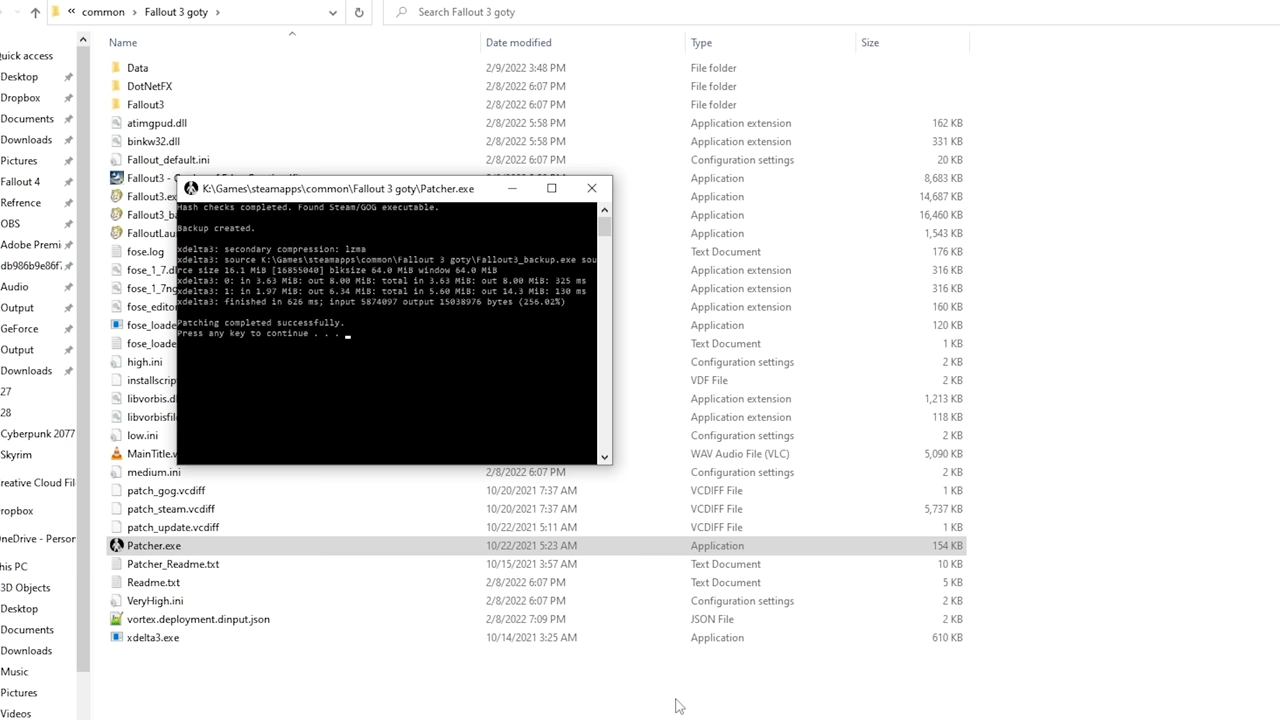 common > Fallout 3 goty >
Search Fallout 3 goty
Name
Date modified
Type
Size
Quick access
Desktop
Dropbox
Documents
Downloads
Pictures
Fallout 4
Refrence
OBS
Adobe Premi
db986b9e86f7
Audio
Output
GeForce
Output
Downloads
27
28
Cyberpunk 2077
Skyrim
reative Cloud Fil
ropbox
OneDrive - Person
his PC
3D Objects
Desktop
Documents
Downloads
Music
Pictures
Videos
Data 2/9/2022 3:48 PM File folder
DotNetFX 2/8/2022 6:07 PM File folder
Fallout3 2/8/2022 6:07 PM File folder
atimgpud.dll 2/8/2022 5:58 PM Application extension 162 KB
binkw32.dll 2/8/2022 5:58 PM Application extension 331 KB
Fallout_default.ini 2/8/2022 6:07 PM Configuration settings 20 KB
Fallout3 - Application 8,683 KB
Fallout3.ex Application 14,687 KB
Fallout3_ba Application 16,460 KB
FalloutLau Application 1,543 KB
fose.log Text Document 176 KB
fose_1_7.d Application extension 316 KB
fose_1_7ng Application extension 316 KB
fose_editor Application extension 160 KB
fose_loade Application 120 KB
fose_loade Text Document 1 KB
high.ini Configuration settings 2 KB
installscrip VDF File 2 KB
libvorbis.dl Application extension 1,213 KB
libvorbisfil Application extension 118 KB
low.ini Configuration settings 2 KB
MainTitle.w WAV Audio File (VLC) 5,090 KB
medium.ini 2/8/2022 6:07 PM Configuration settings 2 KB
patch_gog.vcdiff 10/20/2021 7:37 AM VCDIFF File 1 KB
patch_steam.vcdiff 10/20/2021 7:37 AM VCDIFF File 5,737 KB
patch_update.vcdiff 10/22/2021 5:11 AM VCDIFF File 1 KB
Patcher.exe 10/22/2021 5:23 AM Application 154 KB
Patcher_Readme.txt 10/15/2021 3:57 AM Text Document 10 KB
Readme.txt 2/8/2022 6:07 PM Text Document 5 KB
VeryHigh.ini 2/8/2022 6:07 PM Configuration settings 2 KB
vortex.deployment.dinput.json 2/8/2022 7:09 PM JSON File 2 KB
xdelta3.exe 10/14/2021 3:25 AM Application 610 KB
K:\Games\steamapps\common\Fallout 3 goty\Patcher.exe
Hash checks completed. Found Steam/GOG executable.
Backup created.
xdelta3: secondary compression: lzma
xdelta3: source K:\Games\steamapps\common\Fallout 3 goty\Fallout3_backup.exe sou
rce size 16.1 MiB [16855040] blksize 64.0 MiB window 64.0 MiB
xdelta3: 0: in 3.63 MiB: out 8.00 MiB: total in 3.63 MiB: out 8.00 MiB: 325 ms
xdelta3: 1: in 1.97 MiB: out 6.34 MiB: total in 5.60 MiB: out 14.3 MiB: 130 ms
xdelta3: finished in 626 ms; input 5874097 output 15038976 bytes (256.02%)
Patching completed successfully.
Press any key to continue . . .